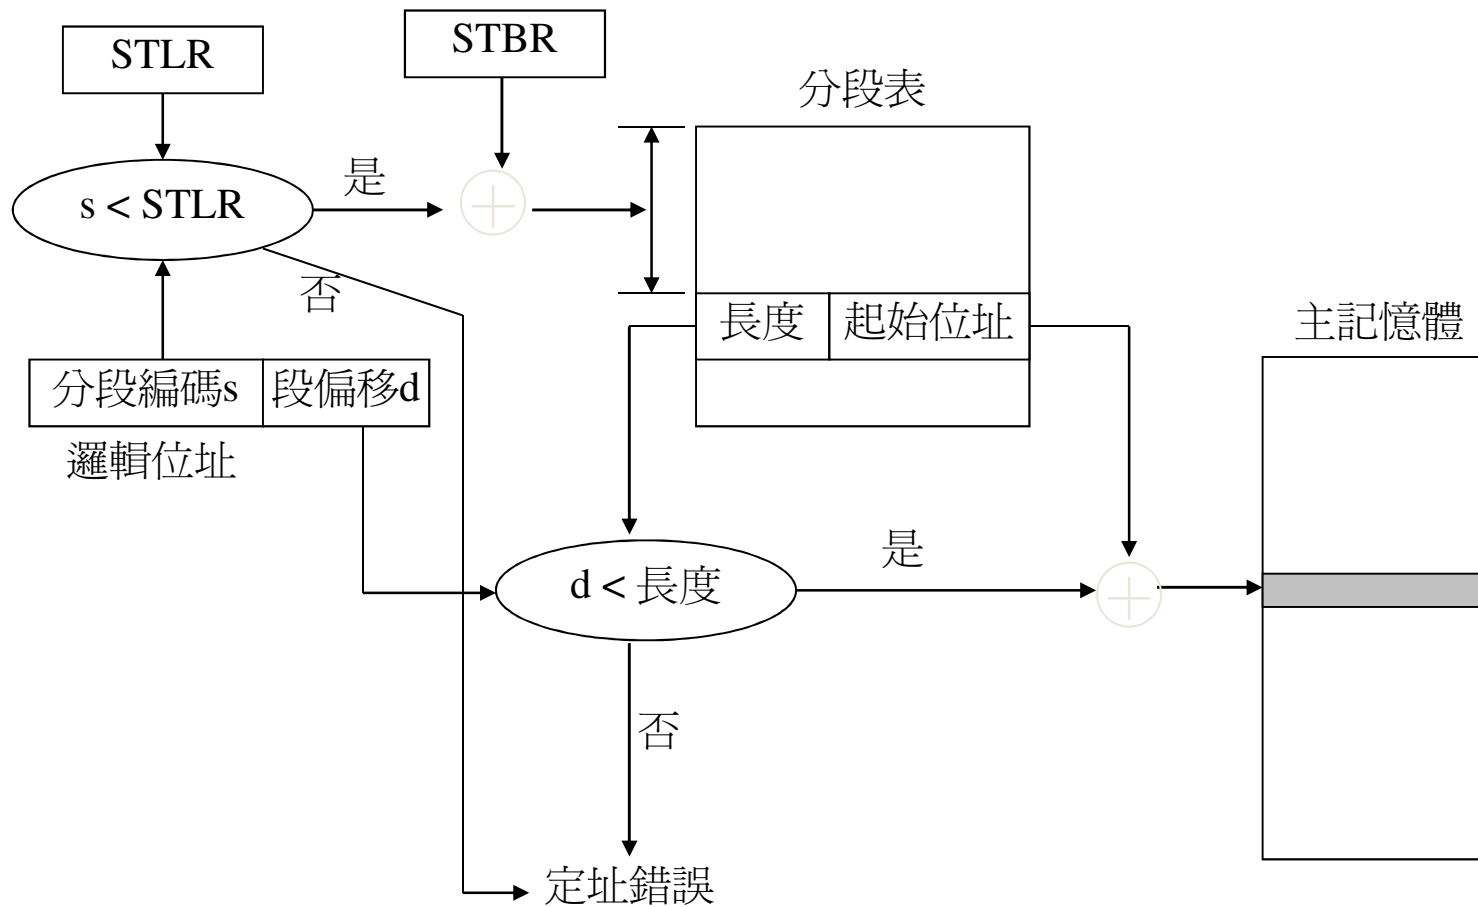 STLR
STBR
分段表
s < STLR
是
否
長度
起始位址
主記憶體
分段編碼s
段偏移d
邏輯位址
d < 長度
是
否
定址錯誤